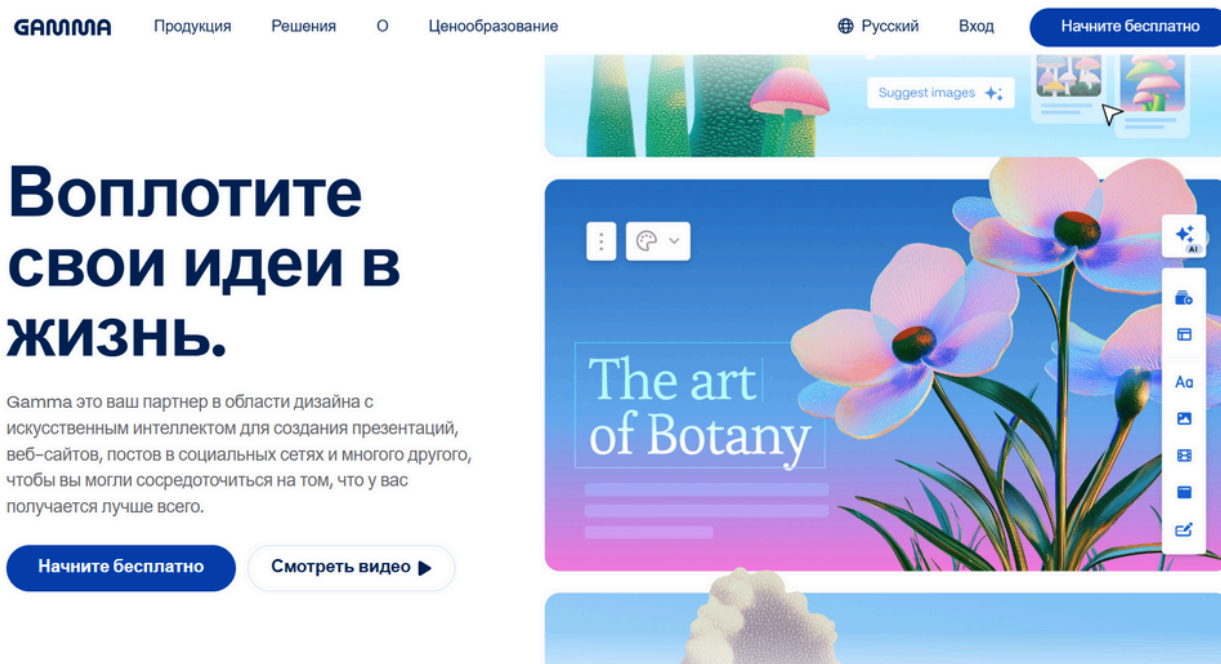 GAMMA
Продукция
Решения
О
Ценообразование
Русский
Вход
Начните бесплатно
Suggest images
Воплотите
свои идеи в
жизнь.
Gamma это ваш партнер в области дизайна с
искусственным интеллектом для создания презентаций,
веб-сайтов, постов в социальных сетях и многого другого,
чтобы вы могли сосредоточиться на том, что у вас
получается лучше всего.
Начните бесплатно
Смотреть видео
The art
of Botany
AI
Aa